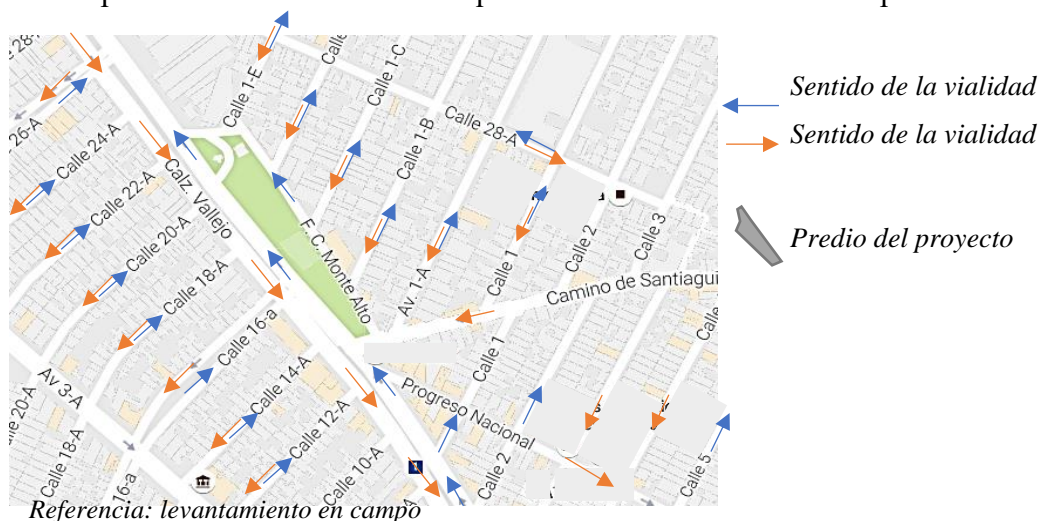 Sentido de la vialidad
Sentido de la vialidad
Predio del proyecto
26-A
Calle 24-A
Calle 22-A
Calle 20-A
Calle 18-A
Calle 16-a
Calle 14-A
Calle 12-A
10-A
Av 3-A
Calle 18-A
16-a
20-A
Calz. Vallejo
F. C. Monte Alto
Calle 1-E
Calle 1-C
Calle 1-B
Av. 1-A
Calle 28-A
Calle 1
Calle 2
Calle 3
Camino de Santiagui
Calle 1
Progreso Nacional
Calle 2
Calle 5
Referencia: levantamiento en campo